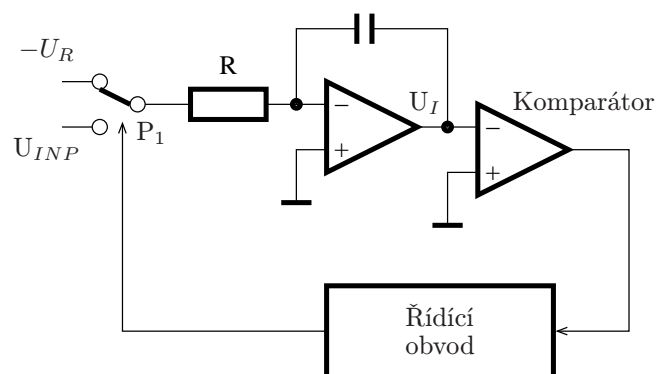 −U_R
R
U_I
Komparátor
−
+
−
+
P_1
U_INP
Řídící
obvod